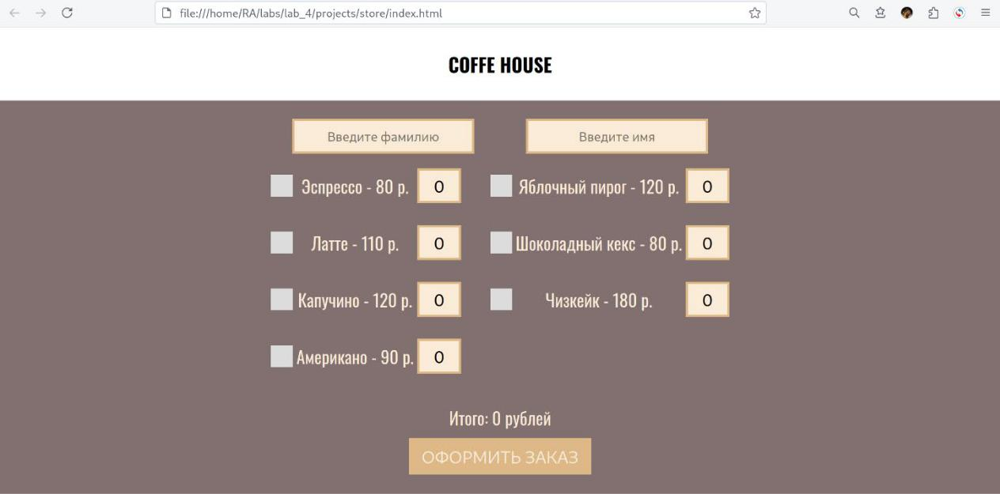 file:///home/RA/labs/lab_4/projects/store/index.html
COFFE HOUSE
Введите фамилию Введите имя
Эспрессо - 80 р. 0 Яблочный пирог - 120 р. 0
Латте - 110 р. 0 Шоколадный кекс - 80 р. 0
Капучино - 120 р. 0 Чизкейк - 180 р. 0
Американо - 90 р. 0
Итого: 0 рублей
ОФОРМИТЬ ЗАКАЗ